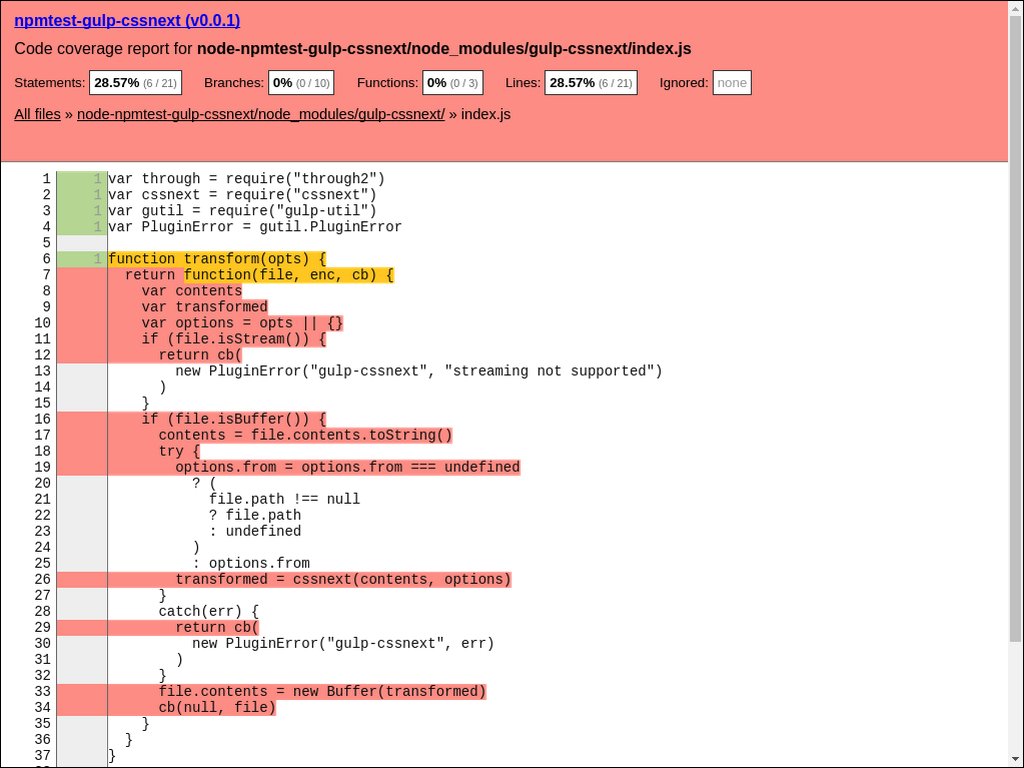 npmtest-gulp-cssnext (v0.0.1)
Code coverage report for node-npmtest-gulp-cssnext/node_modules/gulp-cssnext/index.js
Statements: 28.57% (6 / 21) Branches: 0% (0 / 10) Functions: 0% (0 / 3) Lines: 28.57% (6 / 21) Ignored: none
All files » node-npmtest-gulp-cssnext/node_modules/gulp-cssnext/ » index.js
1 1 var through = require("through2")
2 1 var cssnext = require("cssnext")
3 1 var gutil = require("gulp-util")
4 1 var PluginError = gutil.PluginError
5
6 1 function transform(opts) {
7 return function(file, enc, cb) {
8 var contents
9 var transformed
10 var options = opts || {}
11 if (file.isStream()) {
12 return cb(
13 new PluginError("gulp-cssnext", "streaming not supported")
14 )
15 }
16 if (file.isBuffer()) {
17 contents = file.contents.toString()
18 try {
19 options.from = options.from === undefined
20 ? (
21 file.path !== null
22 ? file.path
23 : undefined
24 )
25 : options.from
26 transformed = cssnext(contents, options)
27 }
28 catch(err) {
29 return cb(
30 new PluginError("gulp-cssnext", err)
31 )
32 }
33 file.contents = new Buffer(transformed)
34 cb(null, file)
35 }
36 }
37 }